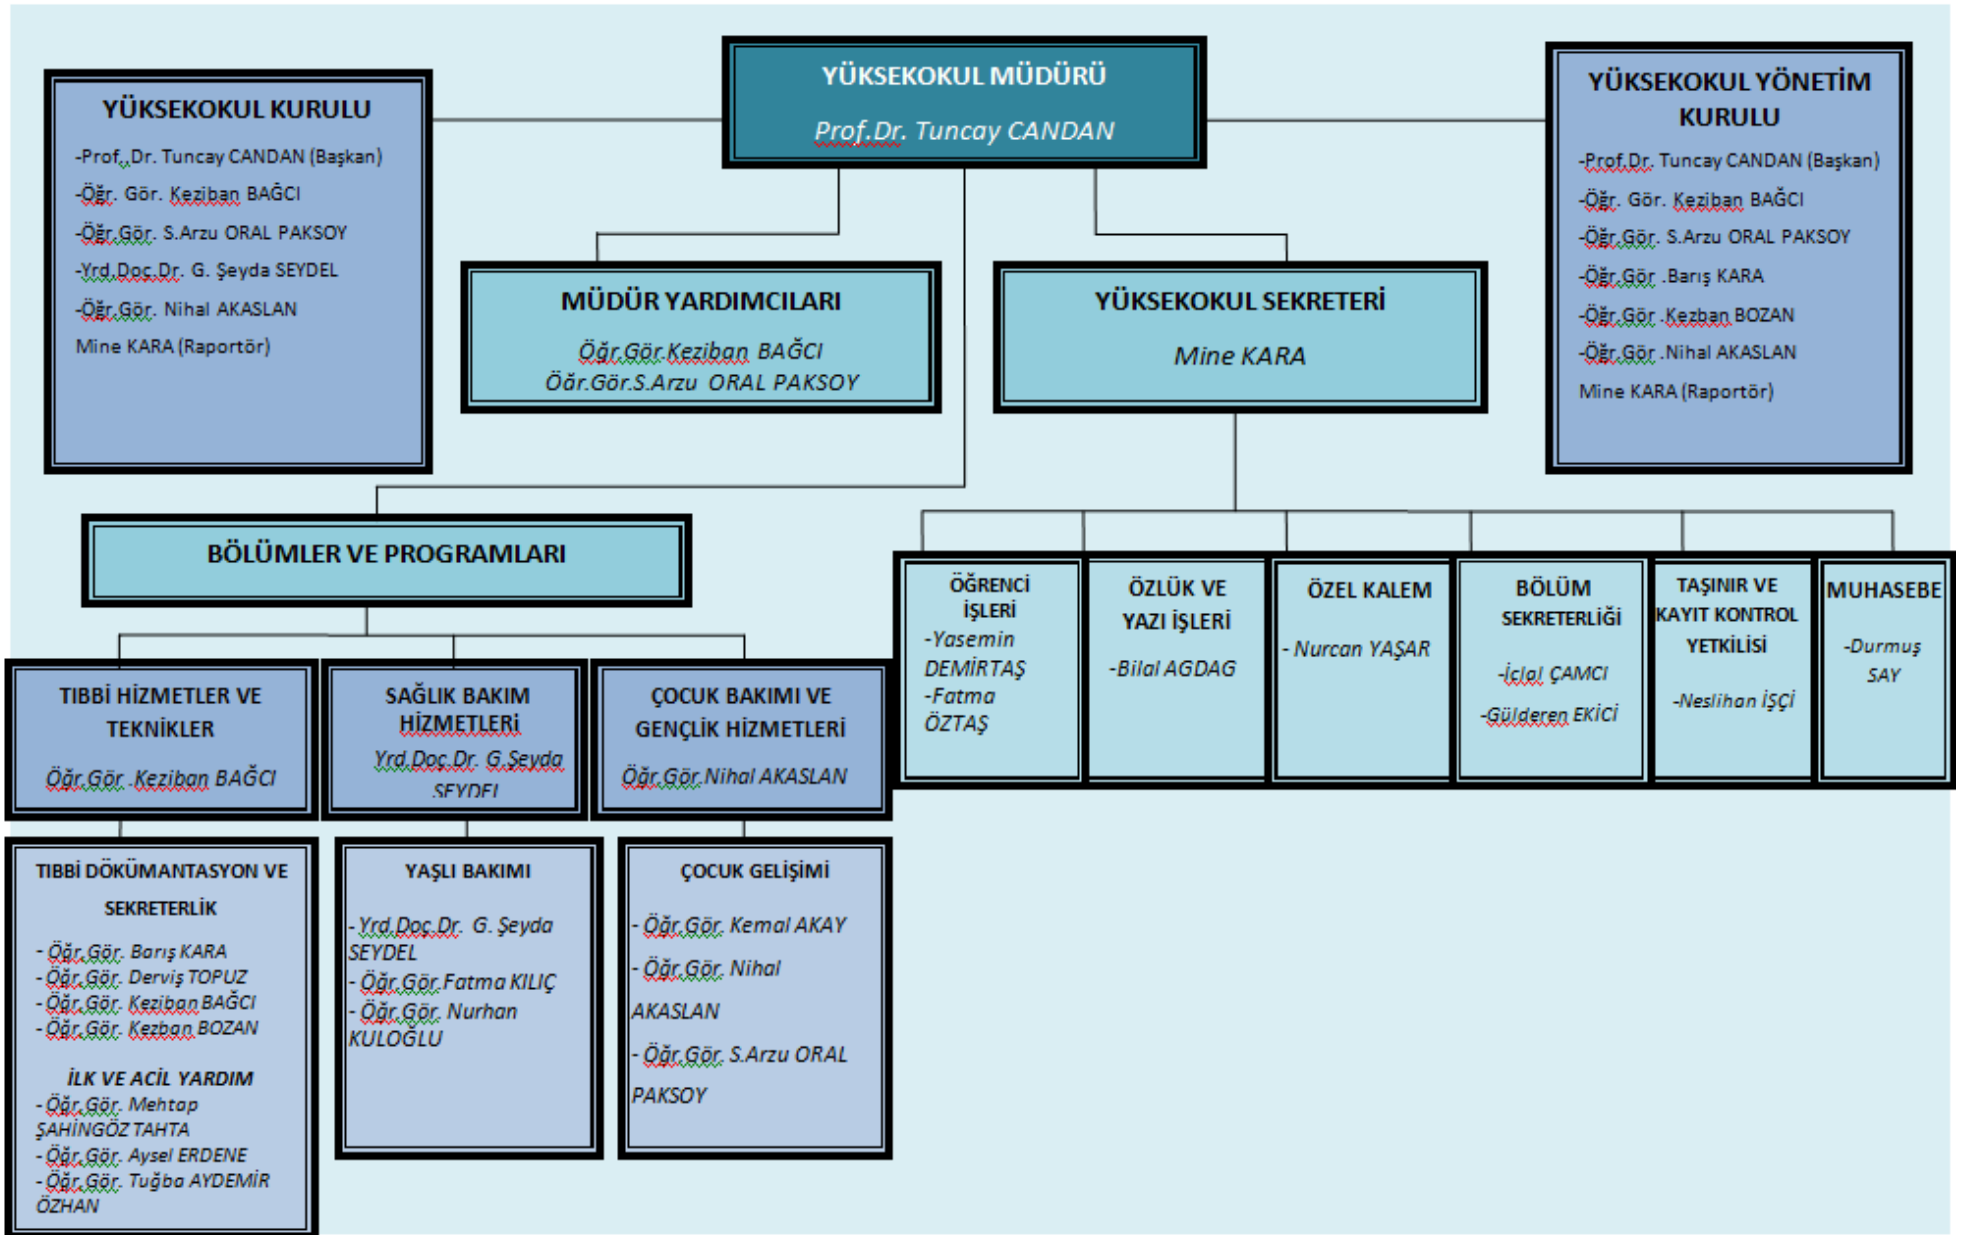 YÜKSEKOKUL MÜDÜRÜ
Prof.Dr. Tuncay CANDAN
YÜKSEKOKUL KURULU
-Prof,.Dr. Tuncay CANDAN (Başkan)
-Öğr. Gör. Keziban BAĞCI
-Öğr.Gör. S.Arzu ORAL PAKSOY
-Yrd.Doç.Dr. G. Şeyda SEYDEL
-Öğr.Gör. Nihal AKASLAN
Mine KARA (Raportör)
YÜKSEKOKUL YÖNETİM
KURULU
-Prof.Dr. Tuncay CANDAN (Başkan)
-Öğr. Gör. Keziban BAĞCI
-Öğr.Gör. S.Arzu ORAL PAKSOY
-Öğr.Gör .Barış KARA
-Öğr.Gör .Kezban BOZAN
-Öğr.Gör .Nihal AKASLAN
Mine KARA (Raportör)
MÜDÜR YARDIMCILARI
Öğr.Gör.Keziban BAĞCI
Öğr.Gör.S.Arzu ORAL PAKSOY
YÜKSEKOKUL SEKRETERİ
Mine KARA
BÖLÜMLER VE PROGRAMLARI
TIBBİ HİZMETLER VE
TEKNİKLER
Öğr.Gör .Keziban BAĞCI
SAĞLIK BAKIM
HİZMETLERİ
Yrd.Doç.Dr. G.Şeyda
SEYDEL
ÇOCUK BAKIMI VE
GENÇLİK HİZMETLERİ
Öğr.Gör.Nihal AKASLAN
TIBBİ DÖKÜMANTASYON VE
SEKRETERLİK
- Öğr.Gör. Barış KARA
- Öğr.Gör. Derviş TOPUZ
- Öğr.Gör. Keziban BAĞCI
- Öğr.Gör. Kezban BOZAN
İLK VE ACİL YARDIM
- Öğr.Gör. Mehtap
ŞAHİNGÖZ TAHTA
- Öğr.Gör. Aysel ERDENE
- Öğr.Gör. Tuğba AYDEMİR
ÖZHAN
YAŞLI BAKIMI
- Yrd.Doç.Dr. G. Şeyda
SEYDEL
- Öğr.Gör.Fatma KILIÇ
- Öğr.Gör. Nurhan
KULOĞLU
ÇOCUK GELİŞİMİ
- Öğr.Gör. Kemal AKAY
- Öğr.Gör. Nihal
AKASLAN
- Öğr.Gör. S.Arzu ORAL
PAKSOY
ÖĞRENCİ
İŞLERİ
-Yasemin
DEMİRTAŞ
-Fatma
ÖZTAŞ
ÖZLÜK VE
YAZI İŞLERİ
-Bilal AGDAG
ÖZEL KALEM
- Nurcan YAŞAR
BÖLÜM
SEKRETERLİĞİ
-İclal ÇAMCI
-Gülderen EKİCİ
TAŞINIR VE
KAYIT KONTROL
YETKİLİSİ
-Neslihan İŞÇİ
MUHASEBE
-Durmuş
SAY